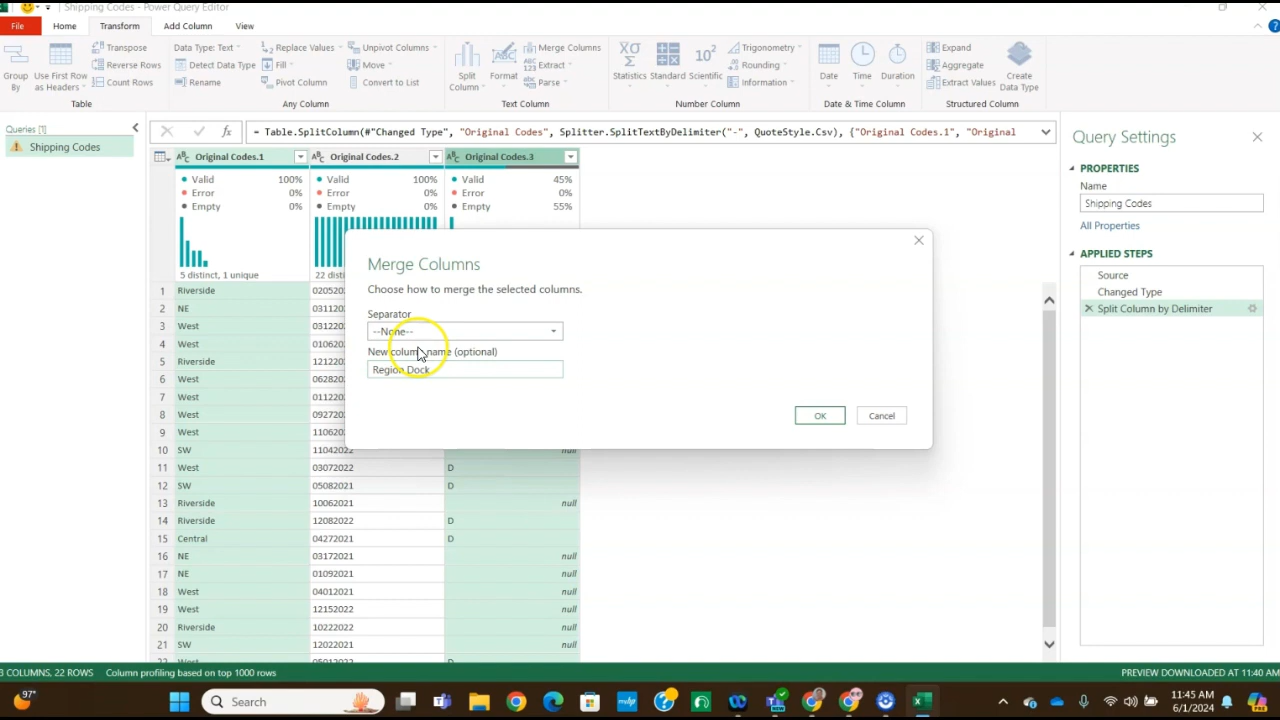 Shipping Codes - Power Query Editor
File Home Transform Add Column View
Group By
Use First Row as Headers
Transpose
Reverse Rows
Count Rows
Table
Data Type: Text
Detect Data Type
Rename
Replace Values
Fill
Pivot Column
Unpivot Columns
Move
Convert to List
Any Column
Split Column
Format
Merge Columns
Extract
Parse
Text Column
Statistics
Standard
Scientific
Trigonometry
Rounding
Information
Number Column
Date
Time
Duration
Date & Time Column
Expand
Aggregate
Extract Values
Create Data Type
Structured Column
Queries [1]
Shipping Codes
fx = Table.SplitColumn(#"Changed Type", "Original Codes", Splitter.SplitTextByDelimiter("-", QuoteStyle.Csv), {"Original Codes.1", "Original
Original Codes.1 Original Codes.2 Original Codes.3
Valid 100% Valid 100% Valid 45%
Error 0% Error 0% Error 0%
Empty 0% Empty 0% Empty 55%
5 distinct, 1 unique 22 disti
1 Riverside 0205202
2 NE 0311202
3 West 0312202
4 West 0106202
5 Riverside 1212202
6 West 0628202
7 West 0112202
8 West 0927202
9 West 1106202
10 SW 11042022 null
11 West 03072022 D
12 SW 05082021 D
13 Riverside 10062021 null
14 Riverside 12082022 D
15 Central 04272021 D
16 NE 03172021 null
17 NE 01092021 null
18 West 04012021 null
19 West 12152022 null
20 Riverside 10222022 null
21 SW 12022021 null
Merge Columns
Choose how to merge the selected columns.
Separator
--None--
New column name (optional)
Region Dock
OK Cancel
Query Settings
PROPERTIES
Name
Shipping Codes
All Properties
APPLIED STEPS
Source
Changed Type
Split Column by Delimiter
3 COLUMNS, 22 ROWS Column profiling based on top 1000 rows PREVIEW DOWNLOADED AT 11:40 AM
97°
Search
11:45 AM
6/1/2024